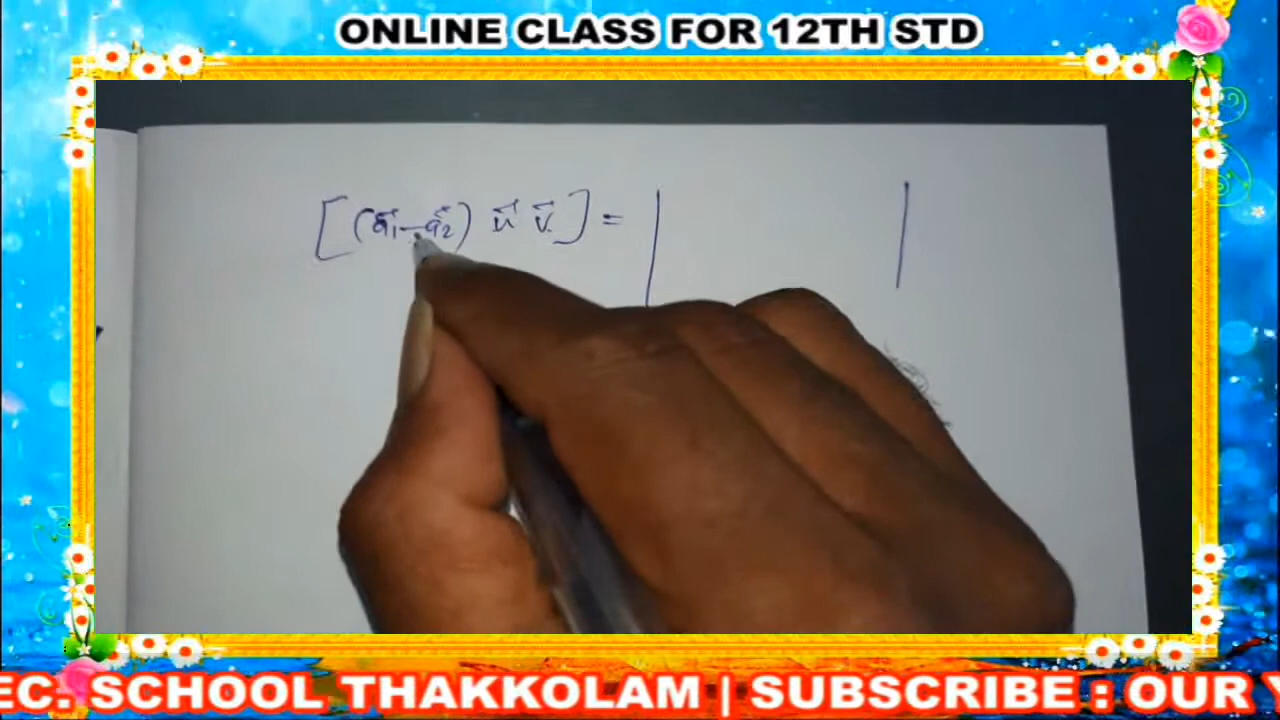 ONLINE CLASS FOR 12TH STD
[(a⃗₁-a⃗₂) u⃗ v⃗] = | |
EC. SCHOOL THAKKOLAM | SUBSCRIBE : OUR Y